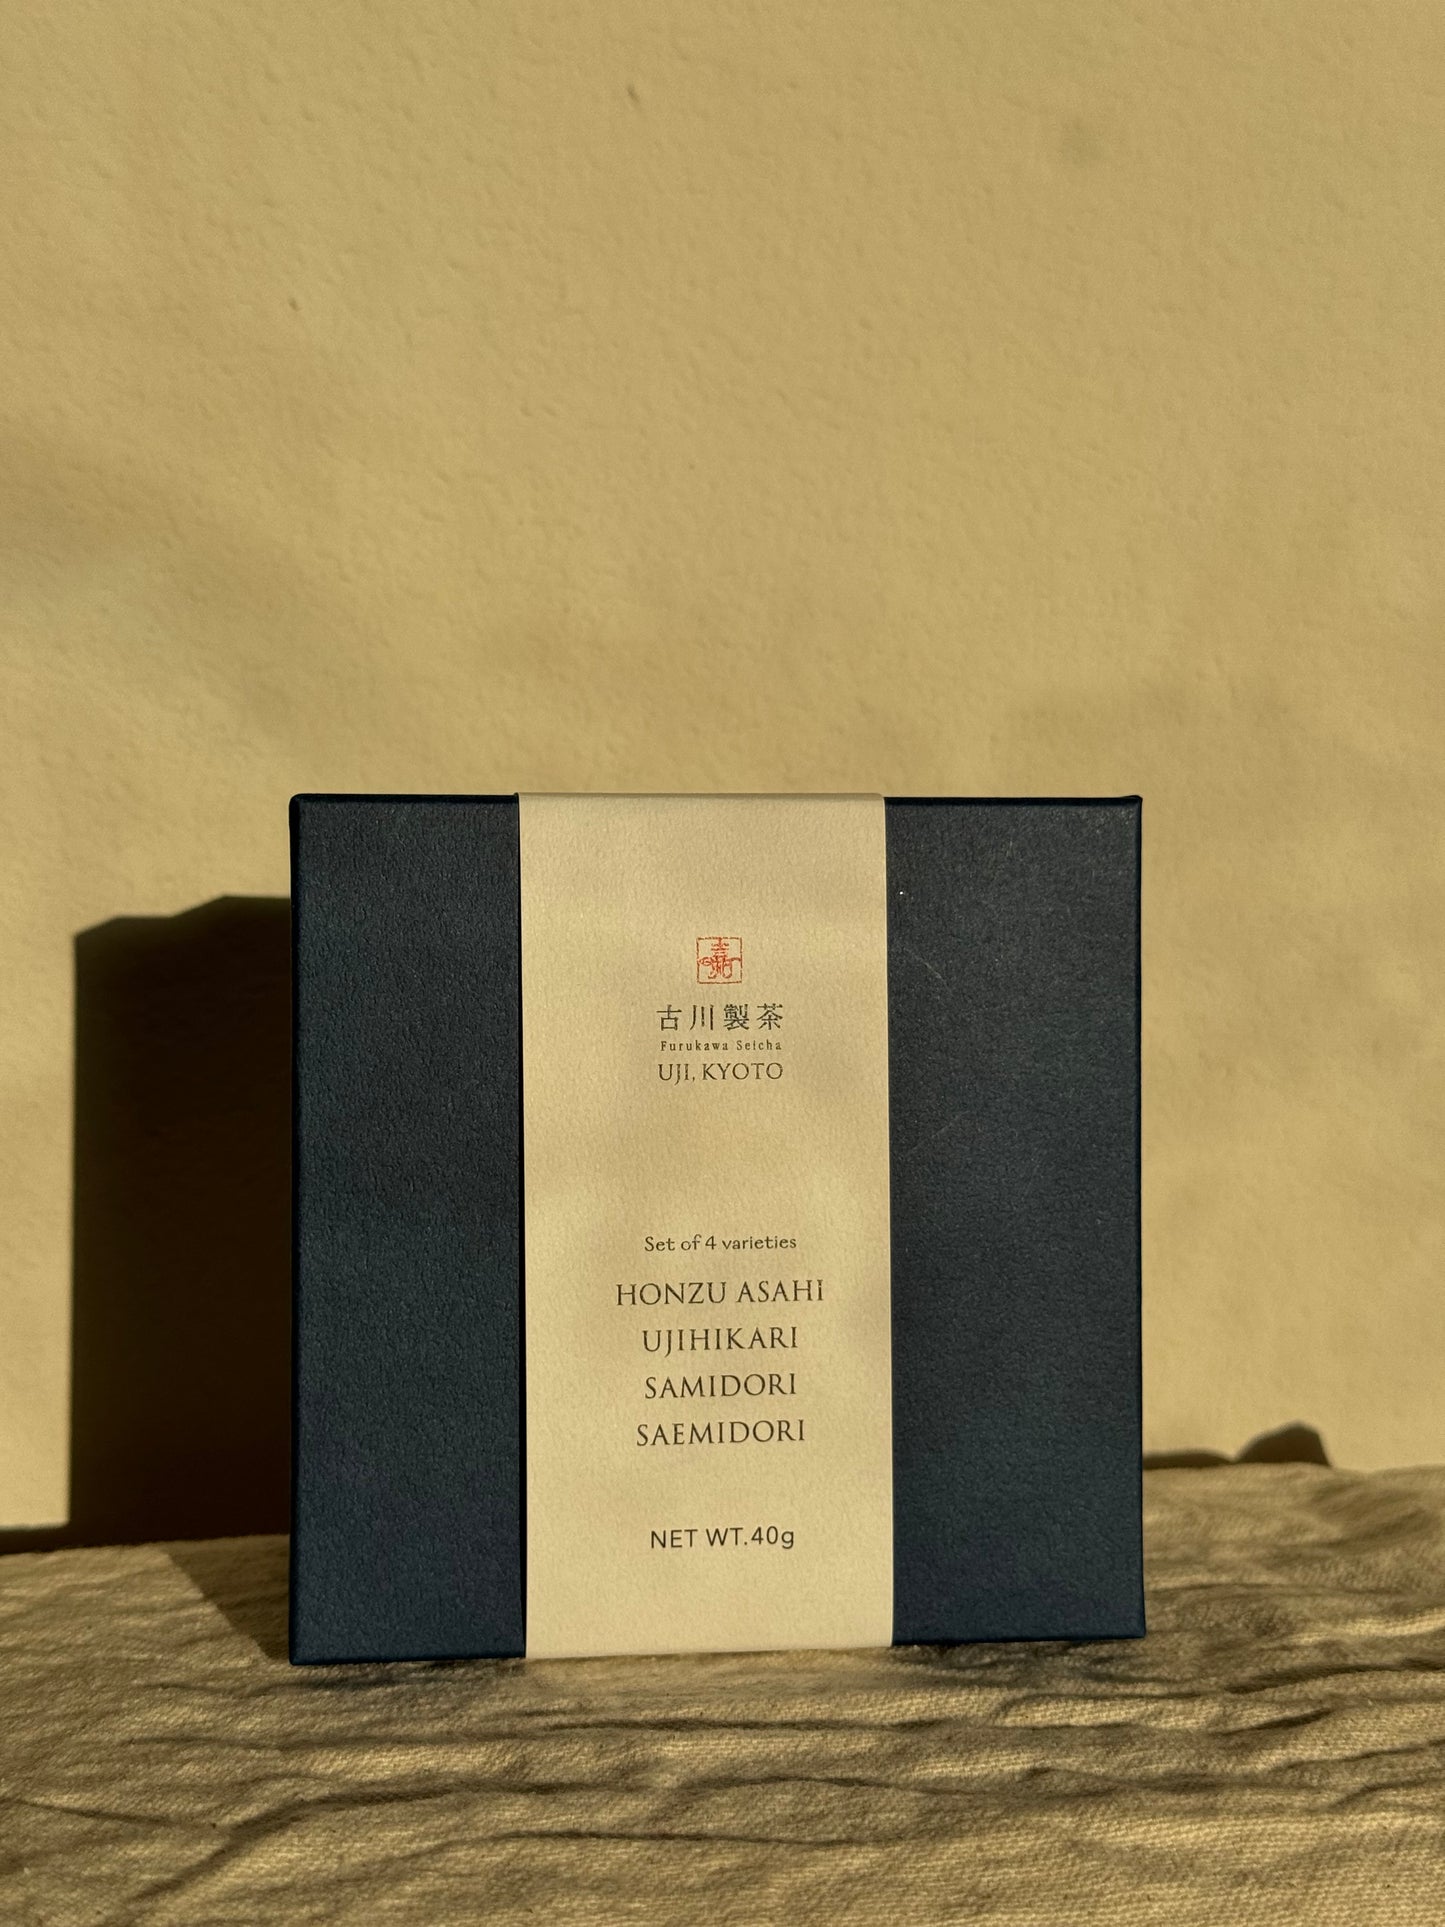 古川製茶
Furukawa Seicha
UJI, KYOTO
Set of 4 varieties
HONZU ASAHI
UJIHIKARI
SAMIDORI
SAEMIDORI
NET WT.40g